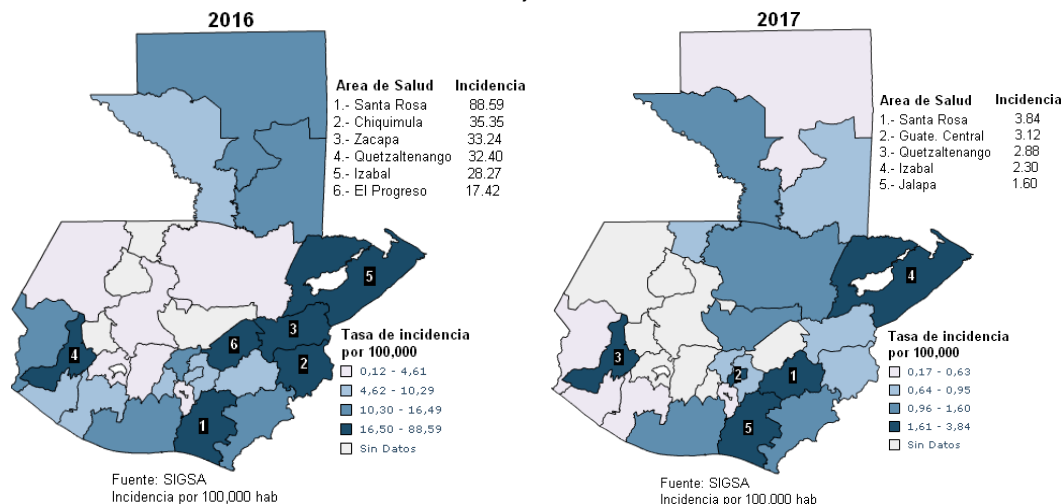 2016
Area de Salud Incidencia
1.- Santa Rosa 88.59
2.- Chiquimula 35.35
3.- Zacapa 33.24
4.- Quetzaltenango 32.40
5.- Izabal 28.27
6.- El Progreso 17.42
5
3
6
4
2
1
Tasa de incidencia
por 100,000
0,12 - 4,61
4,62 - 10,29
10,30 - 16,49
16,50 - 88,59
Sin Datos
Fuente: SIGSA
Incidencia por 100,000 hab
2017
Area de Salud Incidencia
1.- Santa Rosa 3.84
2.- Guate. Central 3.12
3.- Quetzaltenango 2.88
4.- Izabal 2.30
5.- Jalapa 1.60
4
3
2
1
5
Tasa de incidencia
por 100,000
0,17 - 0,63
0,64 - 0,95
0,96 - 1,60
1,61 - 3,84
Sin Datos
Fuente: SIGSA
Incidencia por 100,000 hab